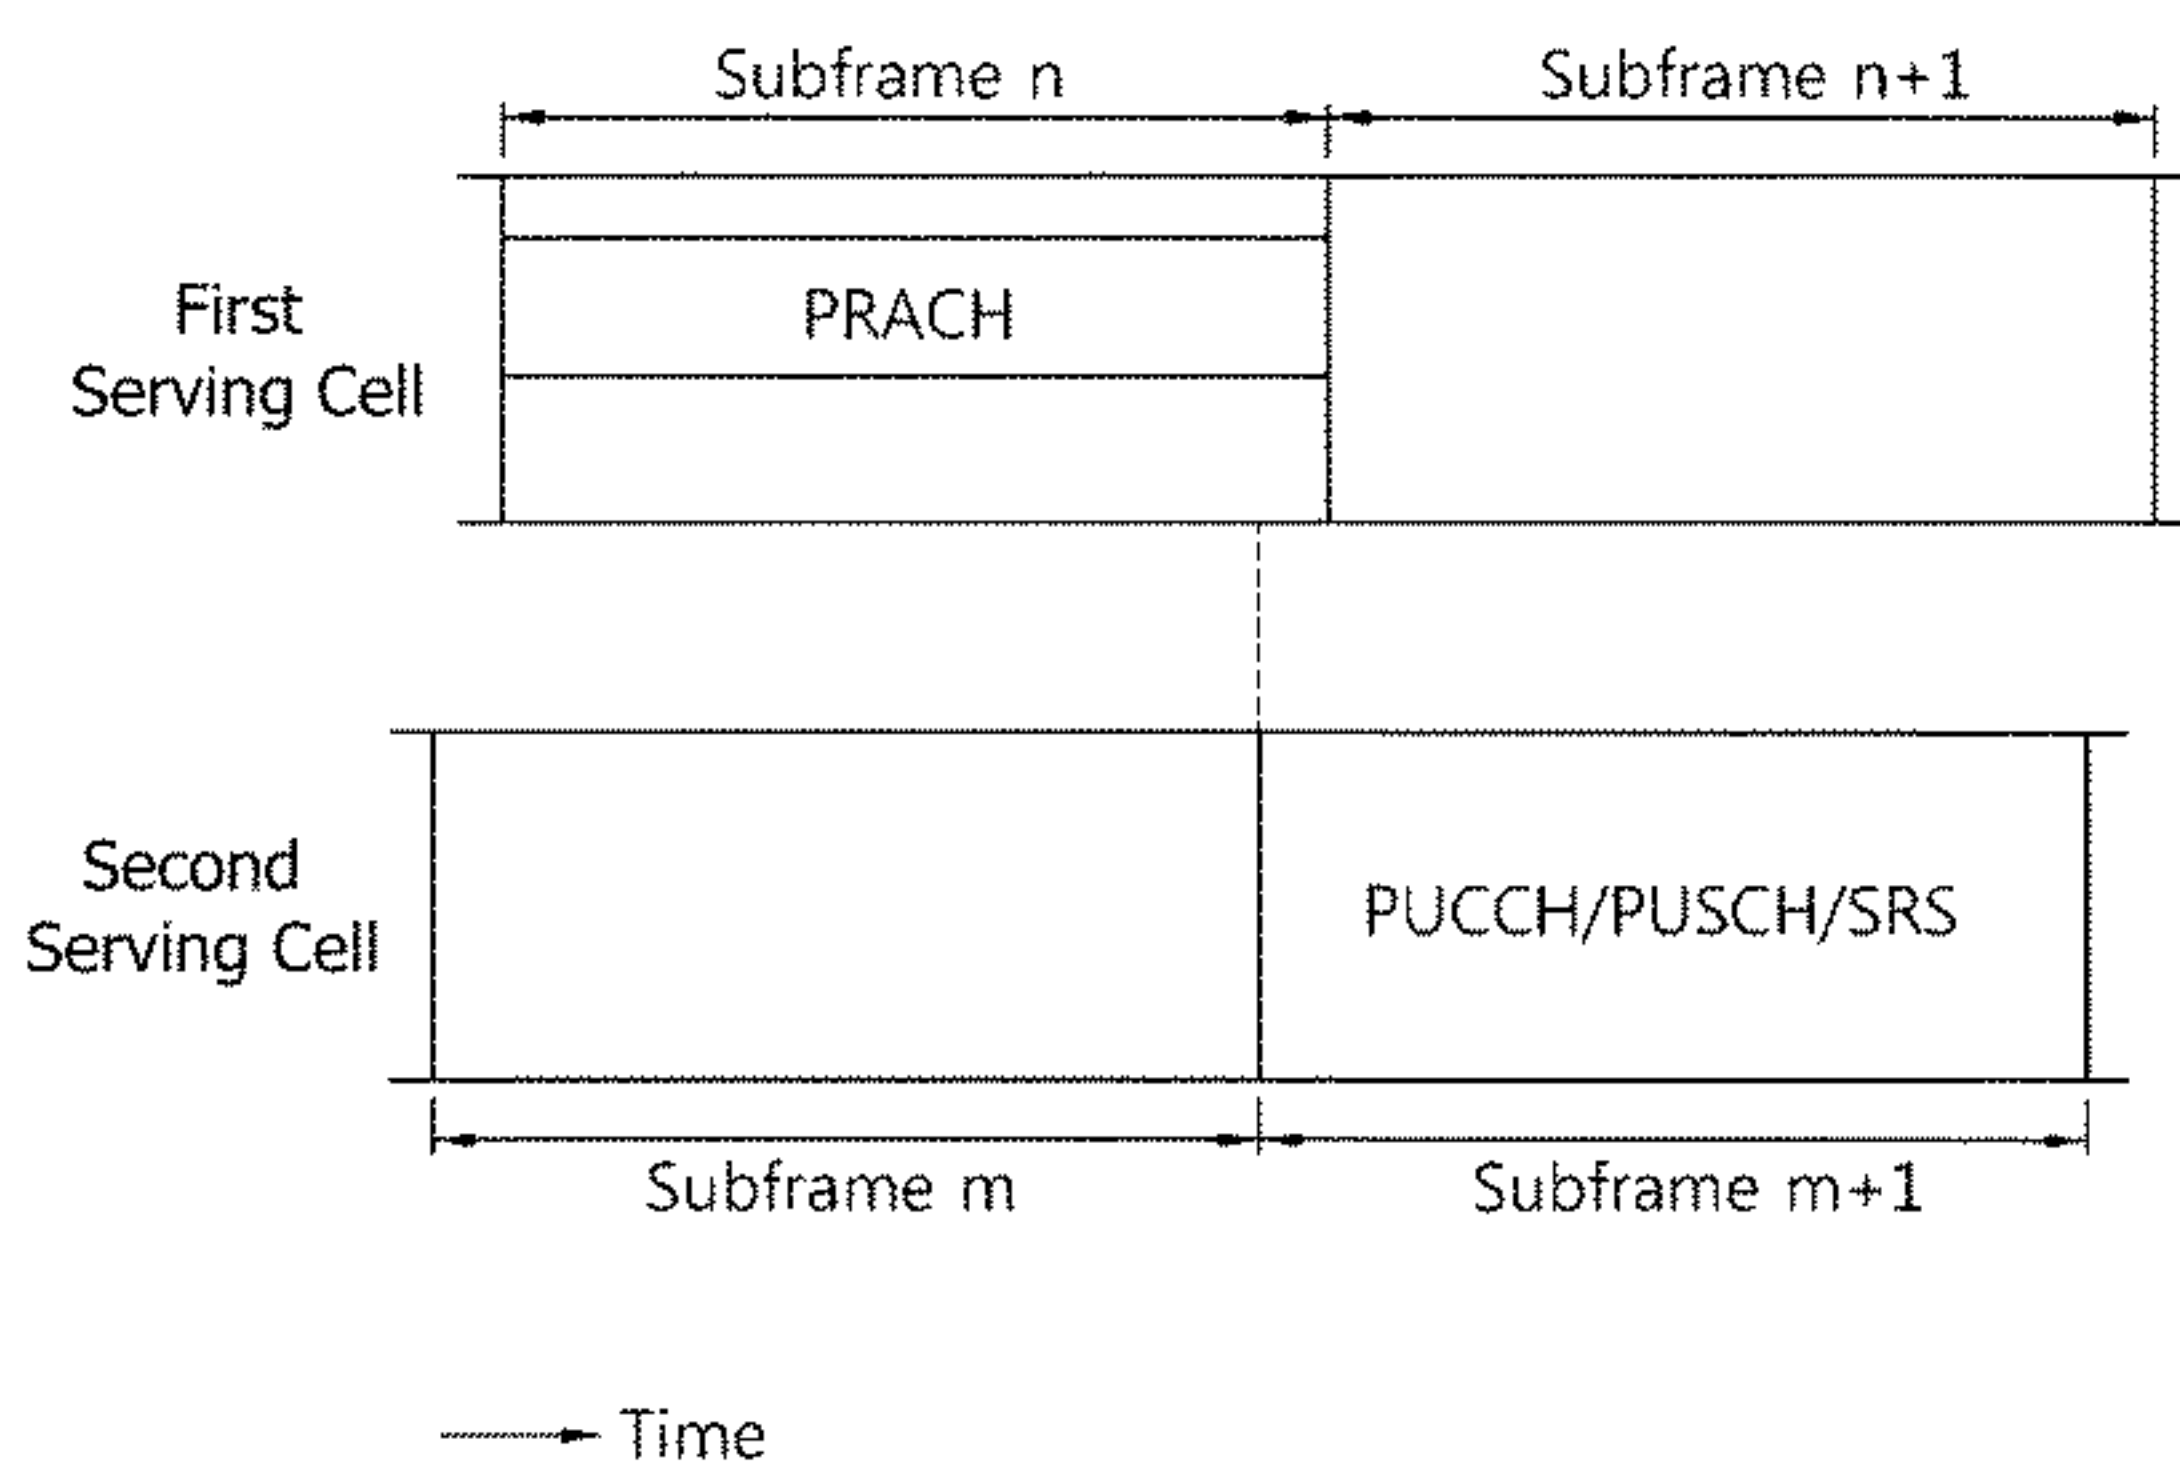 Subframe n
Subframe n+1
First
Serving Cell
PRACH
Second
Serving Cell
PUCCH/PUSCH/SRS
Subframe m
Subframe m+1
Time